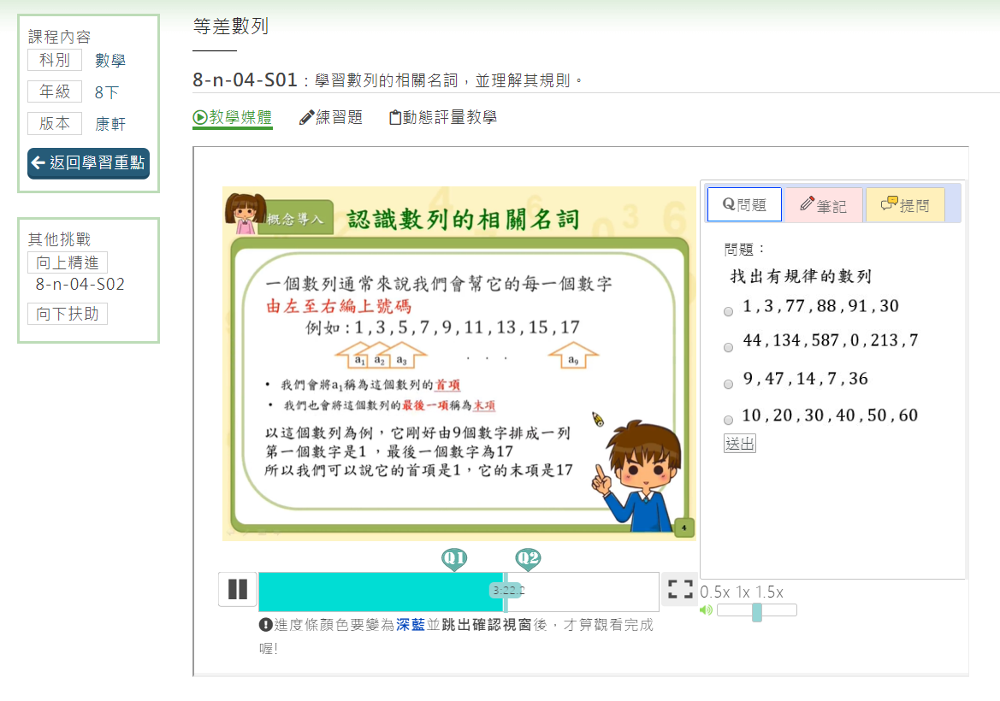 課程內容
科別 數學
年級 8下
版本 康軒
返回學習重點
其他挑戰
向上精進
8-n-04-S02
向下扶助
等差數列
8-n-04-S01：學習數列的相關名詞，並理解其規則。
教學媒體 練習題 動態評量教學
概念導入 認識數列的相關名詞
一個數列通常來說我們會幫它的每一個數字
由左至右編上號碼
例如：1 , 3 , 5 , 7 , 9 , 11 , 13 , 15 , 17
a1 a2 a3 . . . a9
• 我們會將a1稱為這個數列的首項
• 我們也會將這個數列的最後一項稱為末項
以這個數列為例，它剛好由9個數字排成一列
第一個數字是1 ，最後一個數字為17
所以我們可以說它的首項是1，它的末項是17
4
Q問題 筆記 提問
問題：
找出有規律的數列
1 , 3 , 77 , 88 , 91 , 30
44 , 134 , 587 , 0 , 213 , 7
9 , 47 , 14 , 7 , 36
10 , 20 , 30 , 40 , 50 , 60
送出
Q1 Q2
3:22.2
0.5x 1x 1.5x
進度條顏色要變為深藍並跳出確認視窗後，才算觀看完成
喔!